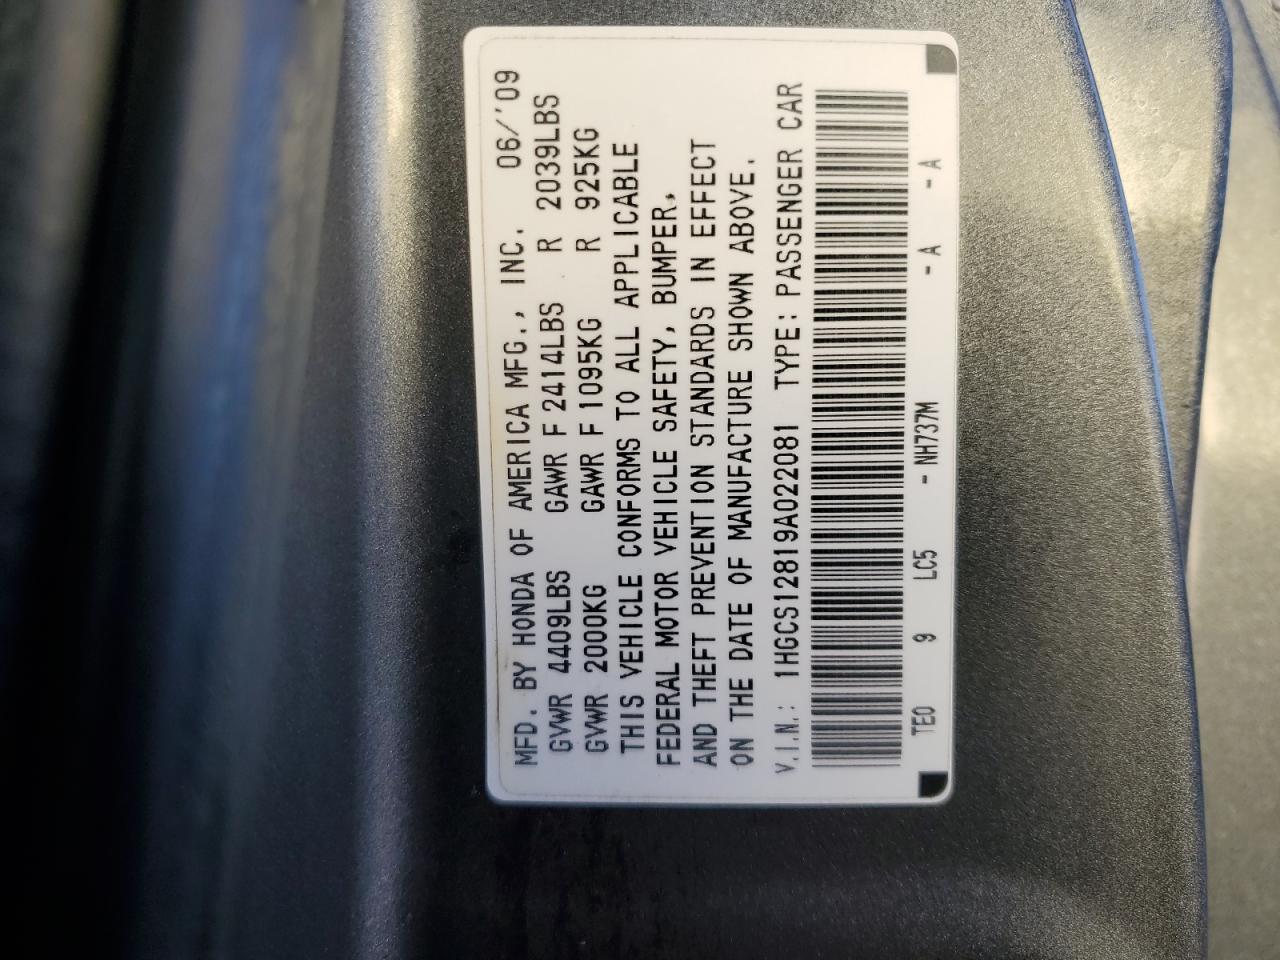 MFD. BY HONDA OF AMERICA MFG., INC. 06/'09
GVWR 4409LBS GAWR F 2414LBS R 2039LBS
GVWR 2000KG GAWR F 1095KG R 925KG
THIS VEHICLE CONFORMS TO ALL APPLICABLE
FEDERAL MOTOR VEHICLE SAFETY, BUMPER,
AND THEFT PREVENTION STANDARDS IN EFFECT
ON THE DATE OF MANUFACTURE SHOWN ABOVE.
V.I.N.: 1HGCS12819A022081 TYPE: PASSENGER CAR
TE0 9 LC5 - NH737M - A - A